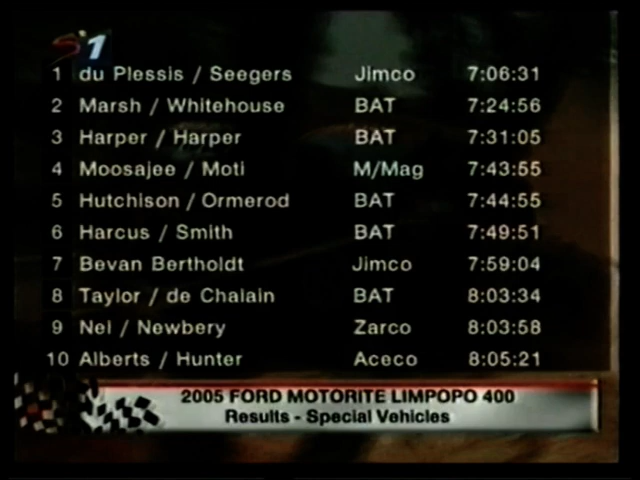 S 1
1 du Plessis / Seegers Jimco 7:06:31
2 Marsh / Whitehouse BAT 7:24:56
3 Harper / Harper BAT 7:31:05
4 Moosajee / Moti M/Mag 7:43:55
5 Hutchison / Ormerod BAT 7:44:55
6 Harcus / Smith BAT 7:49:51
7 Bevan Bertholdt Jimco 7:59:04
8 Taylor / de Chalain BAT 8:03:34
9 Nel / Newbery Zarco 8:03:58
10 Alberts / Hunter Aceco 8:05:21
2005 FORD MOTORITE LIMPOPO 400
Results - Special Vehicles